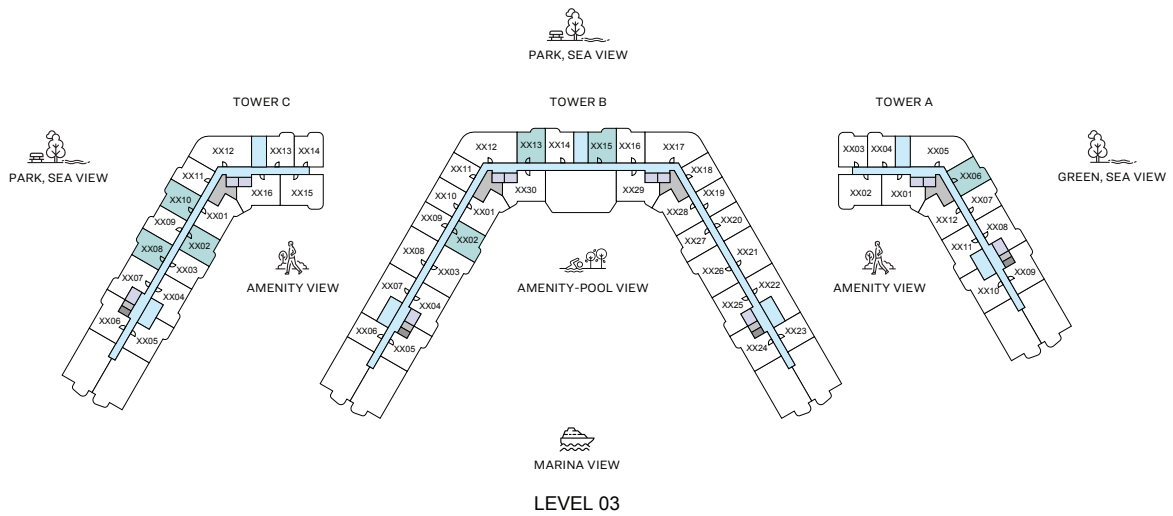 PARK, SEA VIEW
TOWER C
TOWER B
TOWER A
PARK, SEA VIEW
GREEN, SEA VIEW
XX12
XX13
XX14
XX11
XX16
XX15
XX10
XX01
XX09
XX02
XX08
XX03
XX07
XX04
XX06
XX05
AMENITY VIEW
XX12
XX13
XX14
XX15
XX16
XX17
XX11
XX30
XX29
XX18
XX10
XX01
XX28
XX19
XX09
XX02
XX27
XX20
XX08
XX03
XX26
XX21
XX07
XX04
XX25
XX22
XX06
XX05
XX24
XX23
AMENITY-POOL VIEW
XX03
XX04
XX05
XX02
XX01
XX06
XX12
XX07
XX11
XX08
XX10
XX09
AMENITY VIEW
MARINA VIEW
LEVEL 03